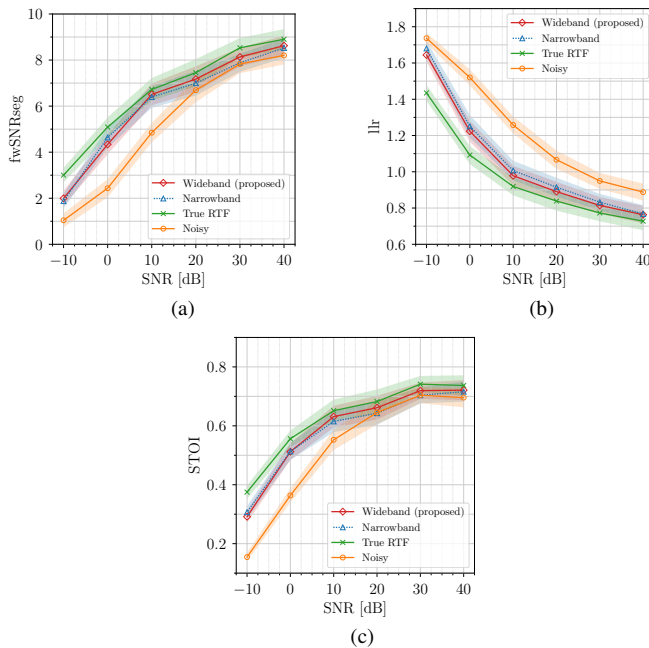 10
8
6
4
2
0
fwSNRseg
Wideband (proposed)
Narrowband
True RTF
Noisy
−10 0 10 20 30 40
SNR [dB]
(a)
1.8
1.6
1.4
1.2
1.0
0.8
0.6
llr
Wideband (proposed)
Narrowband
True RTF
Noisy
−10 0 10 20 30 40
SNR [dB]
(b)
0.8
0.6
0.4
0.2
STOI
Wideband (proposed)
Narrowband
True RTF
Noisy
−10 0 10 20 30 40
SNR [dB]
(c)